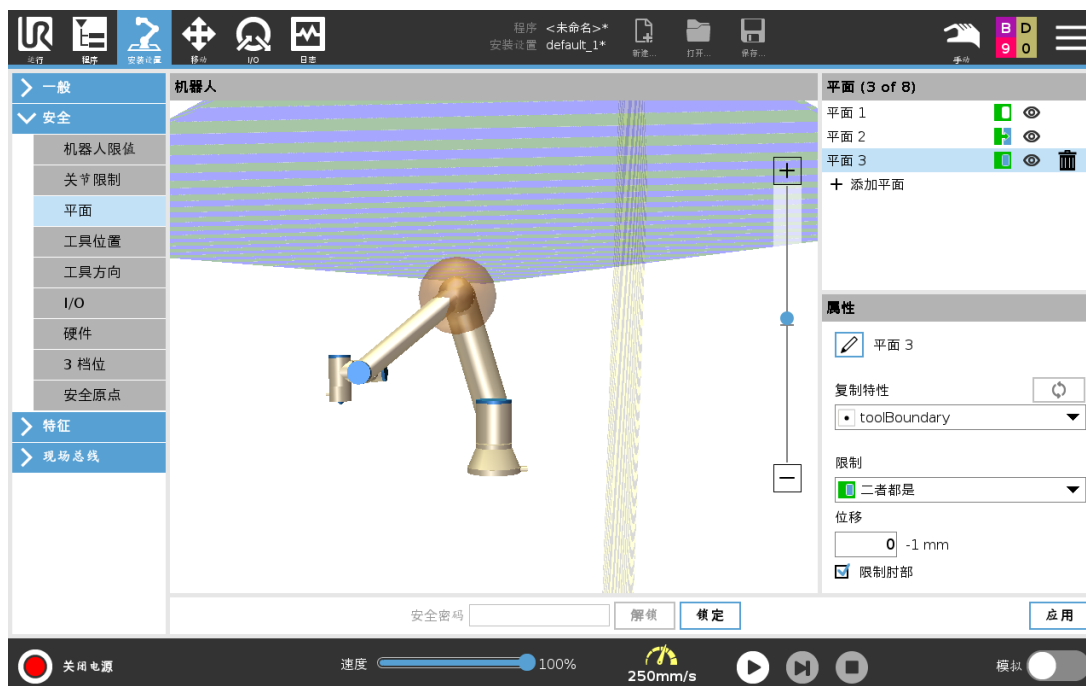 程序 <未命名>*
安装设置 default_1*
运行
程序
安装设置
移动
I/O
日志
新建...
打开...
保存...
手动
B D
9 0
一般
安全
机器人限值
关节限制
平面
工具位置
工具方向
I/O
硬件
3 档位
安全原点
特征
现场总线
机器人
平面 (3 of 8)
平面 1
平面 2
平面 3
添加平面
属性
平面 3
复制特性
toolBoundary
限制
二者都是
位移
0 -1 mm
限制肘部
安全密码
解锁
锁定
应用
关闭电源
速度
100%
250mm/s
模拟